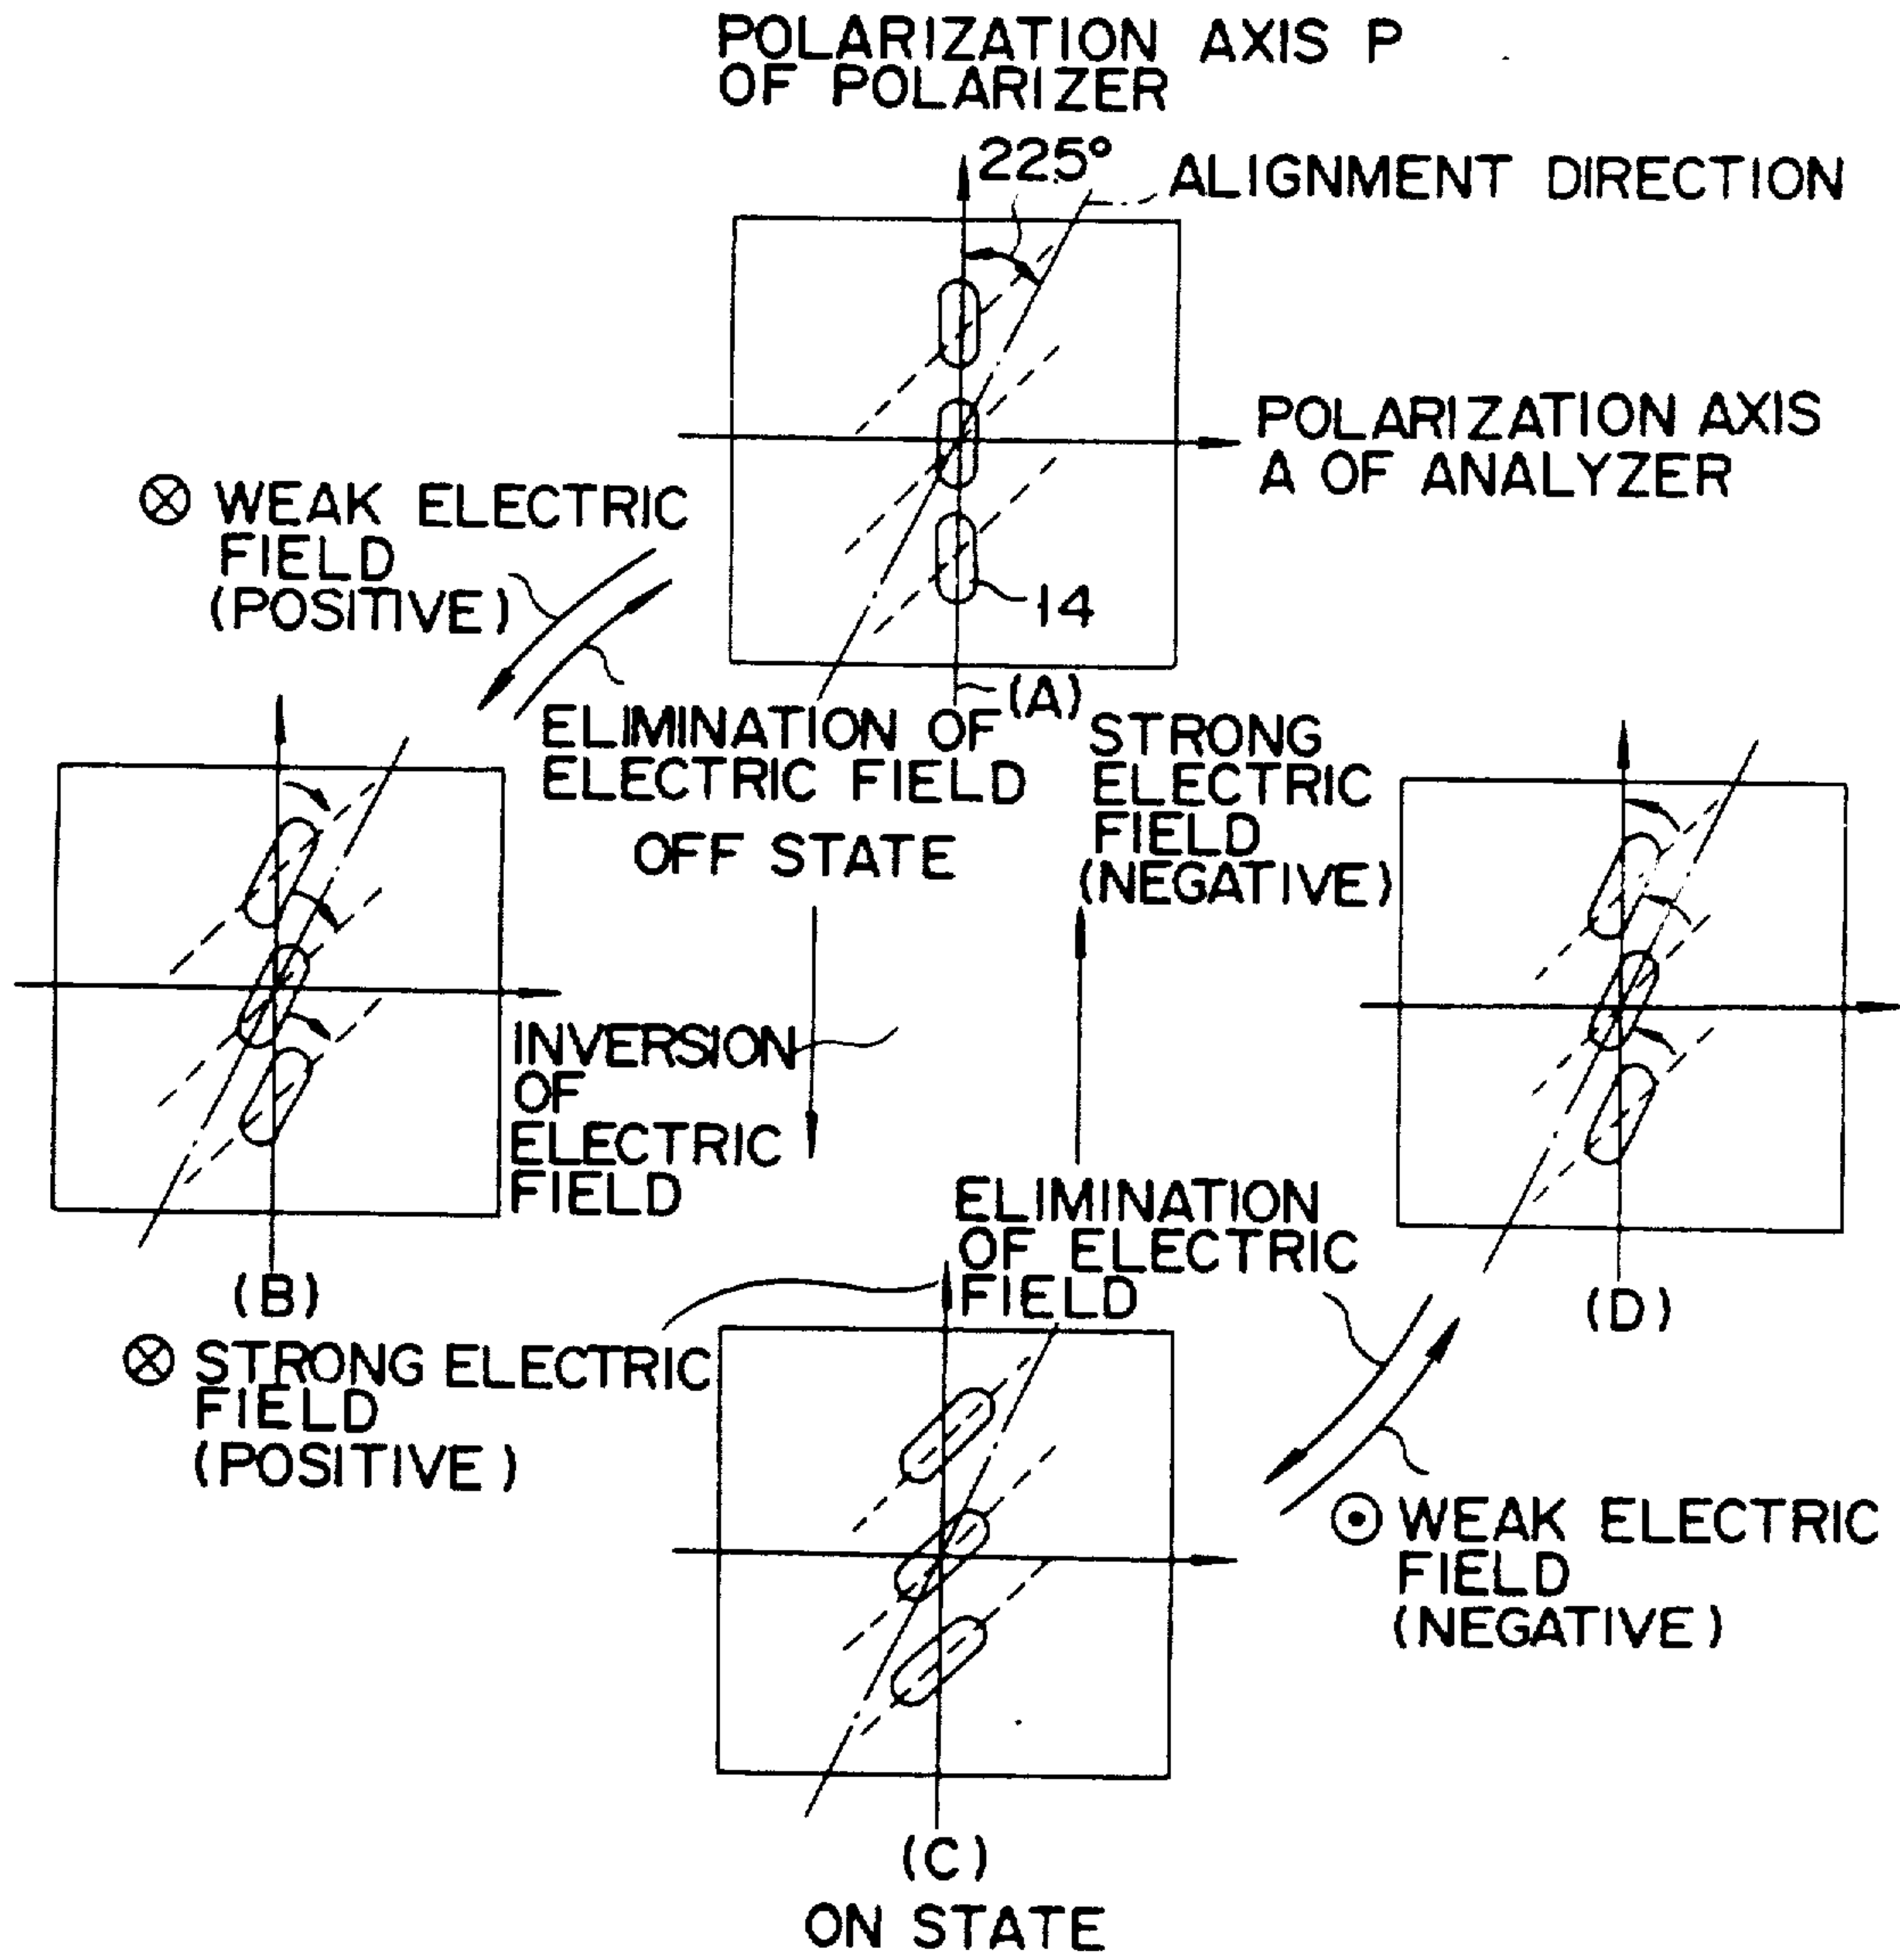 POLARIZATION AXIS P
OF POLARIZER
22.5°
ALIGNMENT DIRECTION
POLARIZATION AXIS
A OF ANALYZER
⊗ WEAK ELECTRIC
FIELD
(POSITIVE)
14
(A)
ELIMINATION OF
ELECTRIC FIELD
OFF STATE
STRONG
ELECTRIC
FIELD
(NEGATIVE)
INVERSION
OF
ELECTRIC
FIELD
ELIMINATION
OF ELECTRIC
FIELD
(B)
(D)
⊗ STRONG ELECTRIC
FIELD
(POSITIVE)
⊙ WEAK ELECTRIC
FIELD
(NEGATIVE)
(C)
ON STATE